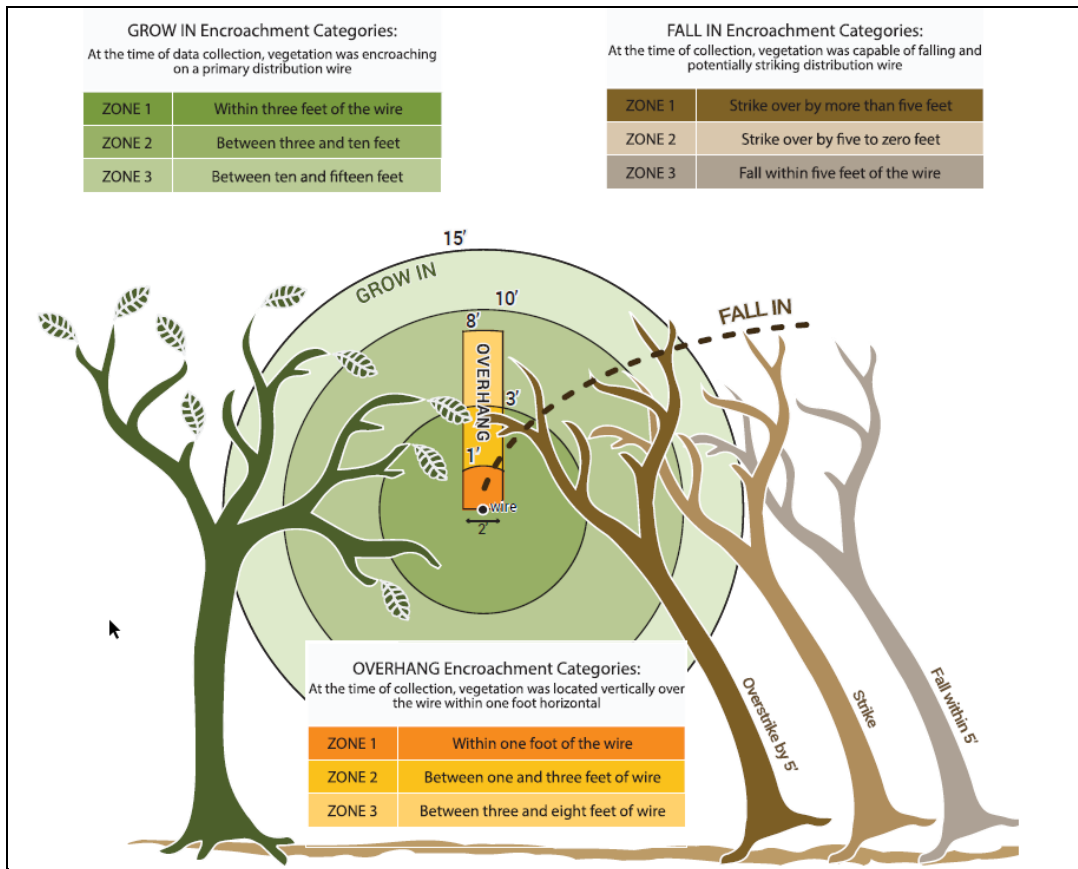 GROW IN Encroachment Categories:
At the time of data collection, vegetation was encroaching
on a primary distribution wire
ZONE 1 Within three feet of the wire
ZONE 2 Between three and ten feet
ZONE 3 Between ten and fifteen feet
FALL IN Encroachment Categories:
At the time of collection, vegetation was capable of falling and
potentially striking distribution wire
ZONE 1 Strike over by more than five feet
ZONE 2 Strike over by five to zero feet
ZONE 3 Fall within five feet of the wire
15'
GROW IN
10'
FALL IN
8'
OVERHANG
3'
1'
wire
2'
Overstrike by 5'
Strike
Fall within 5'
OVERHANG Encroachment Categories:
At the time of collection, vegetation was located vertically over
the wire within one foot horizontal
ZONE 1 Within one foot of the wire
ZONE 2 Between one and three feet of wire
ZONE 3 Between three and eight feet of wire